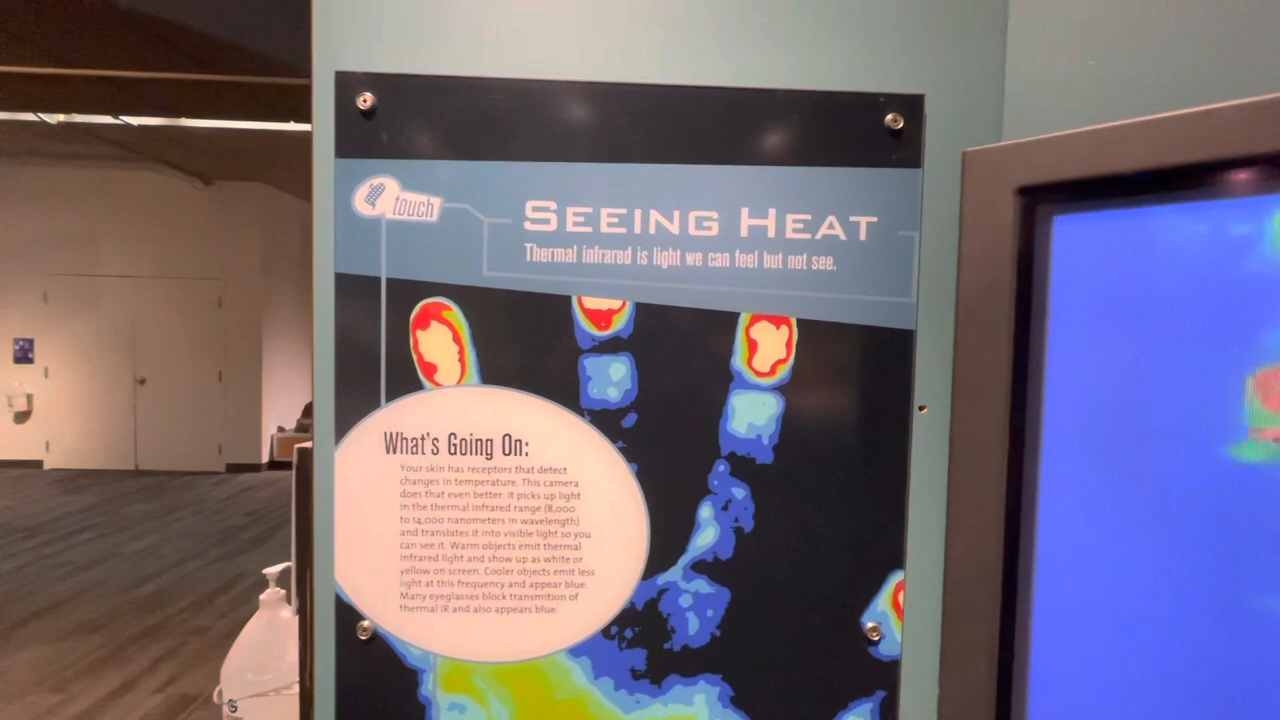 touch
SEEING HEAT
Thermal infrared is light we can feel but not see.
What's Going On:
Your skin has receptors that detect
changes in temperature. This camera
does that even better. it picks up light
in the thermal infrared range (8,000
to 14,000 nanometers in wavelength)
and translates it into visible light so you
can see it. Warm objects emit thermal
infrared light and show up as white or
yellow on screen. Cooler objects emit less
light at this frequency and appear blue.
Many eyeglasses block transmition of
thermal IR and also appears blue.